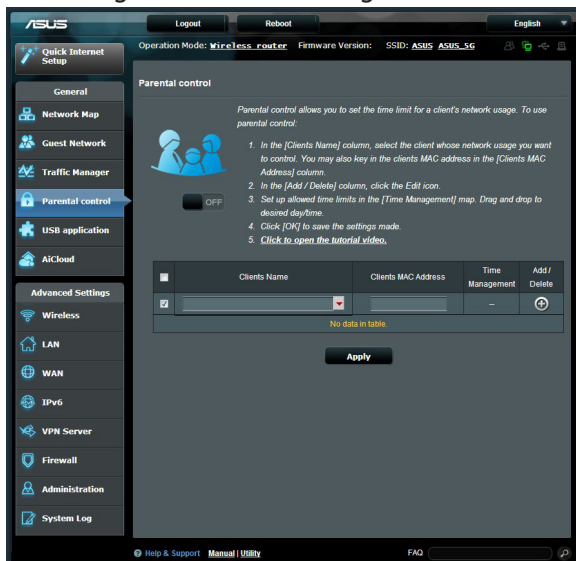 ASUS
Logout
Reboot
English
Quick Internet
Setup
Operation Mode: Wireless router Firmware Version: SSID: ASUS ASUS_5G
General
Network Map
Guest Network
Traffic Manager
Parental control
USB application
AiCloud
Advanced Settings
Wireless
LAN
WAN
IPv6
VPN Server
Firewall
Administration
System Log
Parental control
Parental control allows you to set the time limit for a client's network usage. To use
parental control:
1. In the [Clients Name] column, select the client whose network usage you want
to control. You may also key in the clients MAC address in the [Clients MAC
Address] column.
2. In the [Add / Delete] column, click the Edit icon.
3. Set up allowed time limits in the [Time Management] map. Drag and drop to
desired day/time.
4. Click [OK] to save the settings made.
5. Click to open the tutorial video.
OFF
Clients Name
Clients MAC Address
Time
Management
Add /
Delete
--
No data in table.
Apply
Help & Support Manual | Utility
FAQ